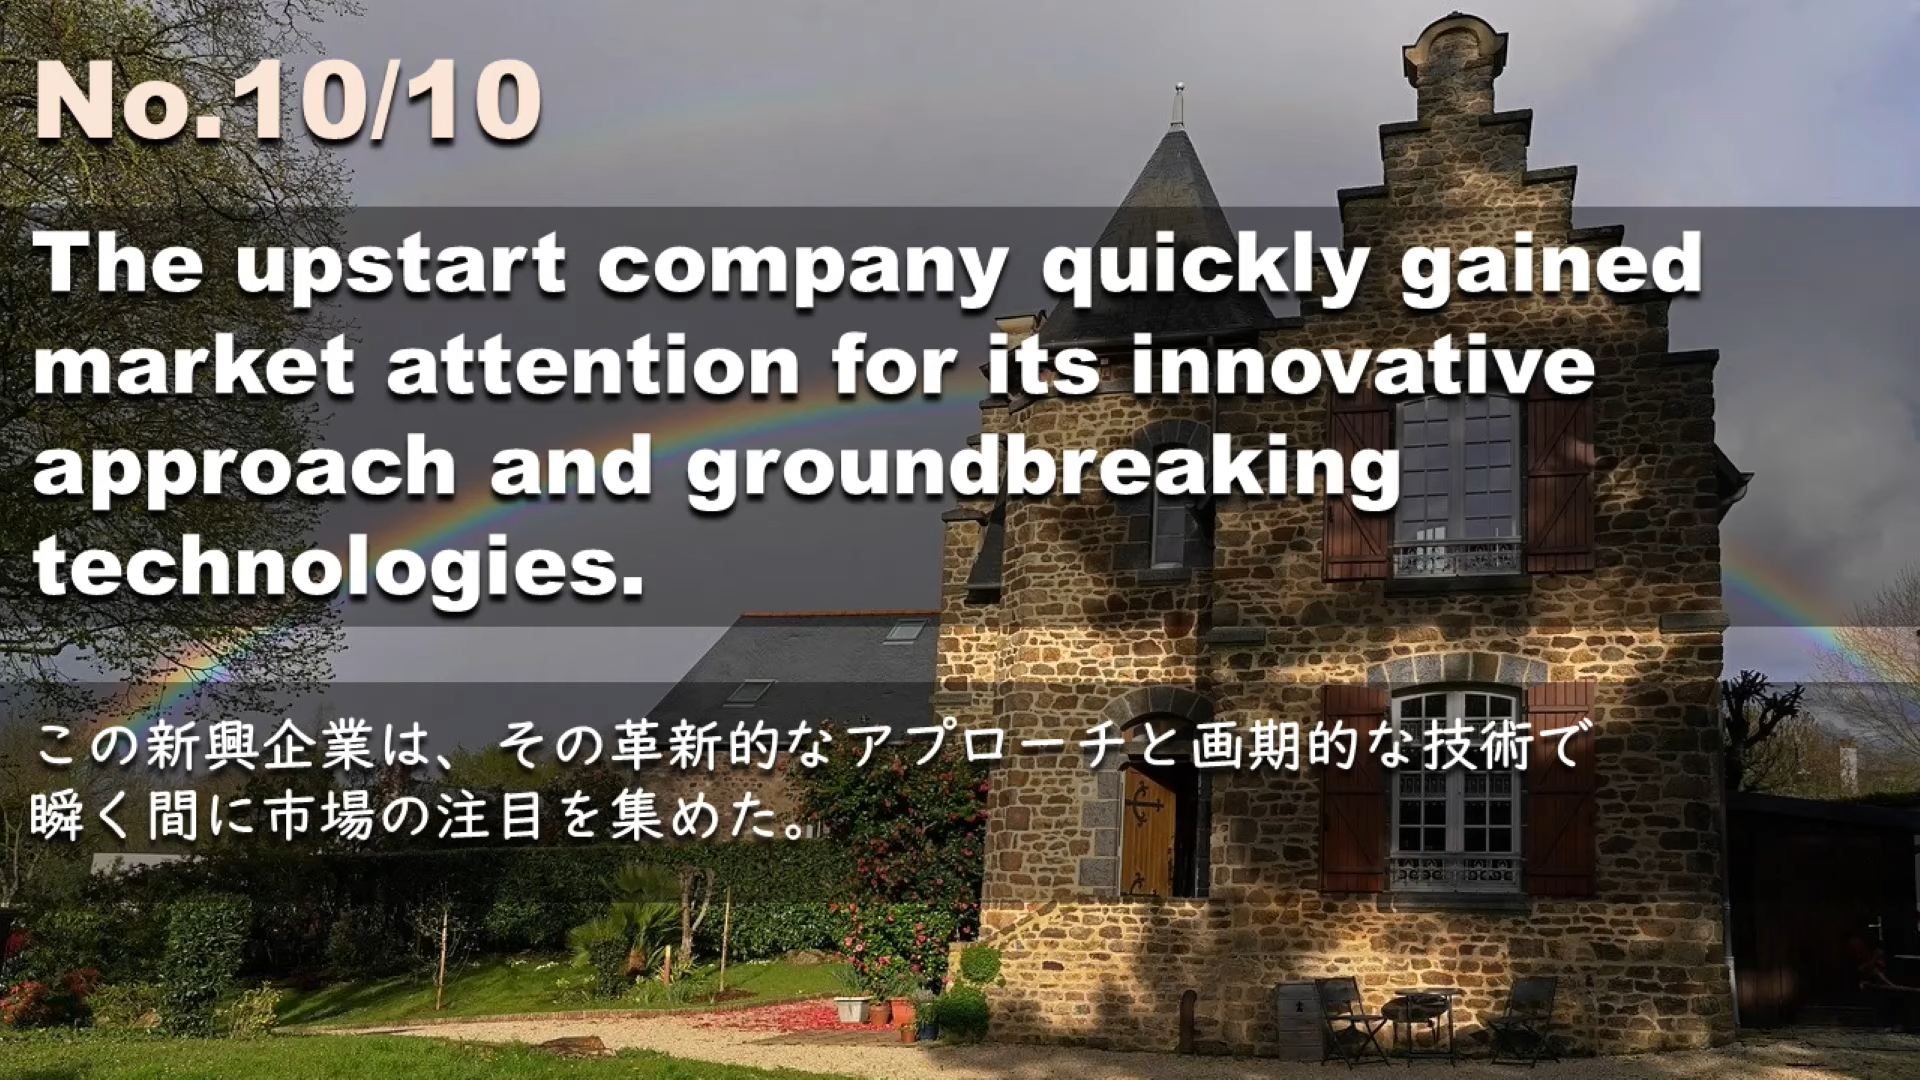 No.10/10
The upstart company quickly gained
market attention for its innovative
approach and groundbreaking
technologies.
この新興企業は、その革新的なアプローチと画期的な技術で
瞬く間に市場の注目を集めた。